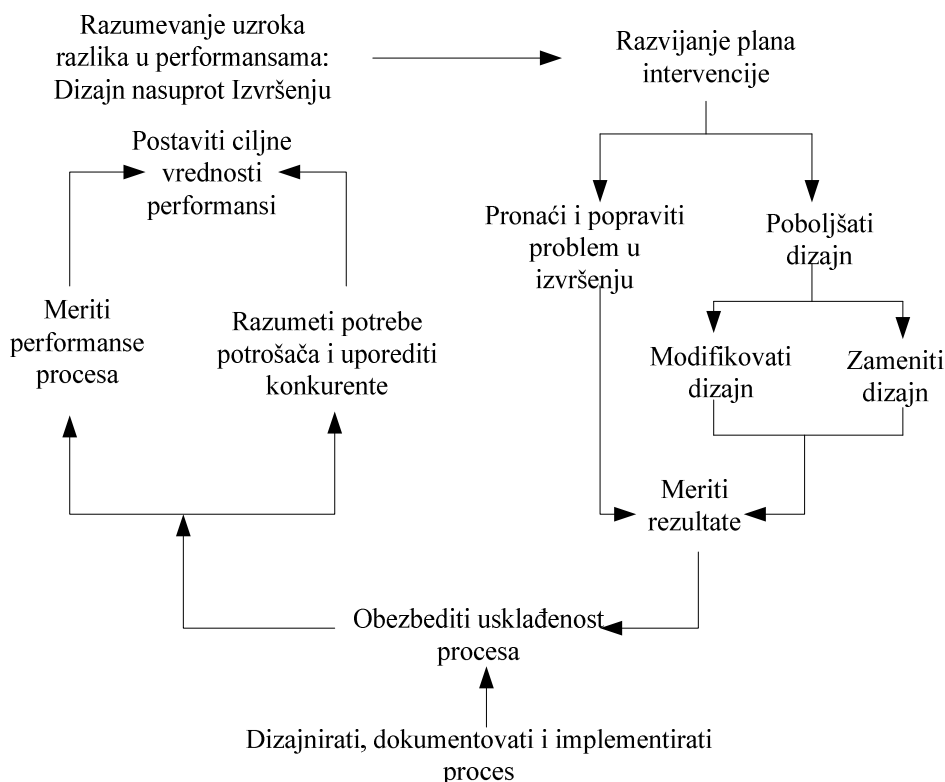 Razumevanje uzroka
razlika u performansama:
Dizajn nasuprot Izvršenju
Razvijanje plana
intervencije
Postaviti ciljne
vrednosti
performansi
Pronaći i popraviti
problem u
izvršenju
Poboljšati
dizajn
Meriti
performanse
procesa
Razumeti potrebe
potrošača i uporediti
konkurente
Modifikovati
dizajn
Zameniti
dizajn
Meriti
rezultate
Obezbediti usklađenost
procesa
Dizajnirati, dokumentovati i implementirati
proces